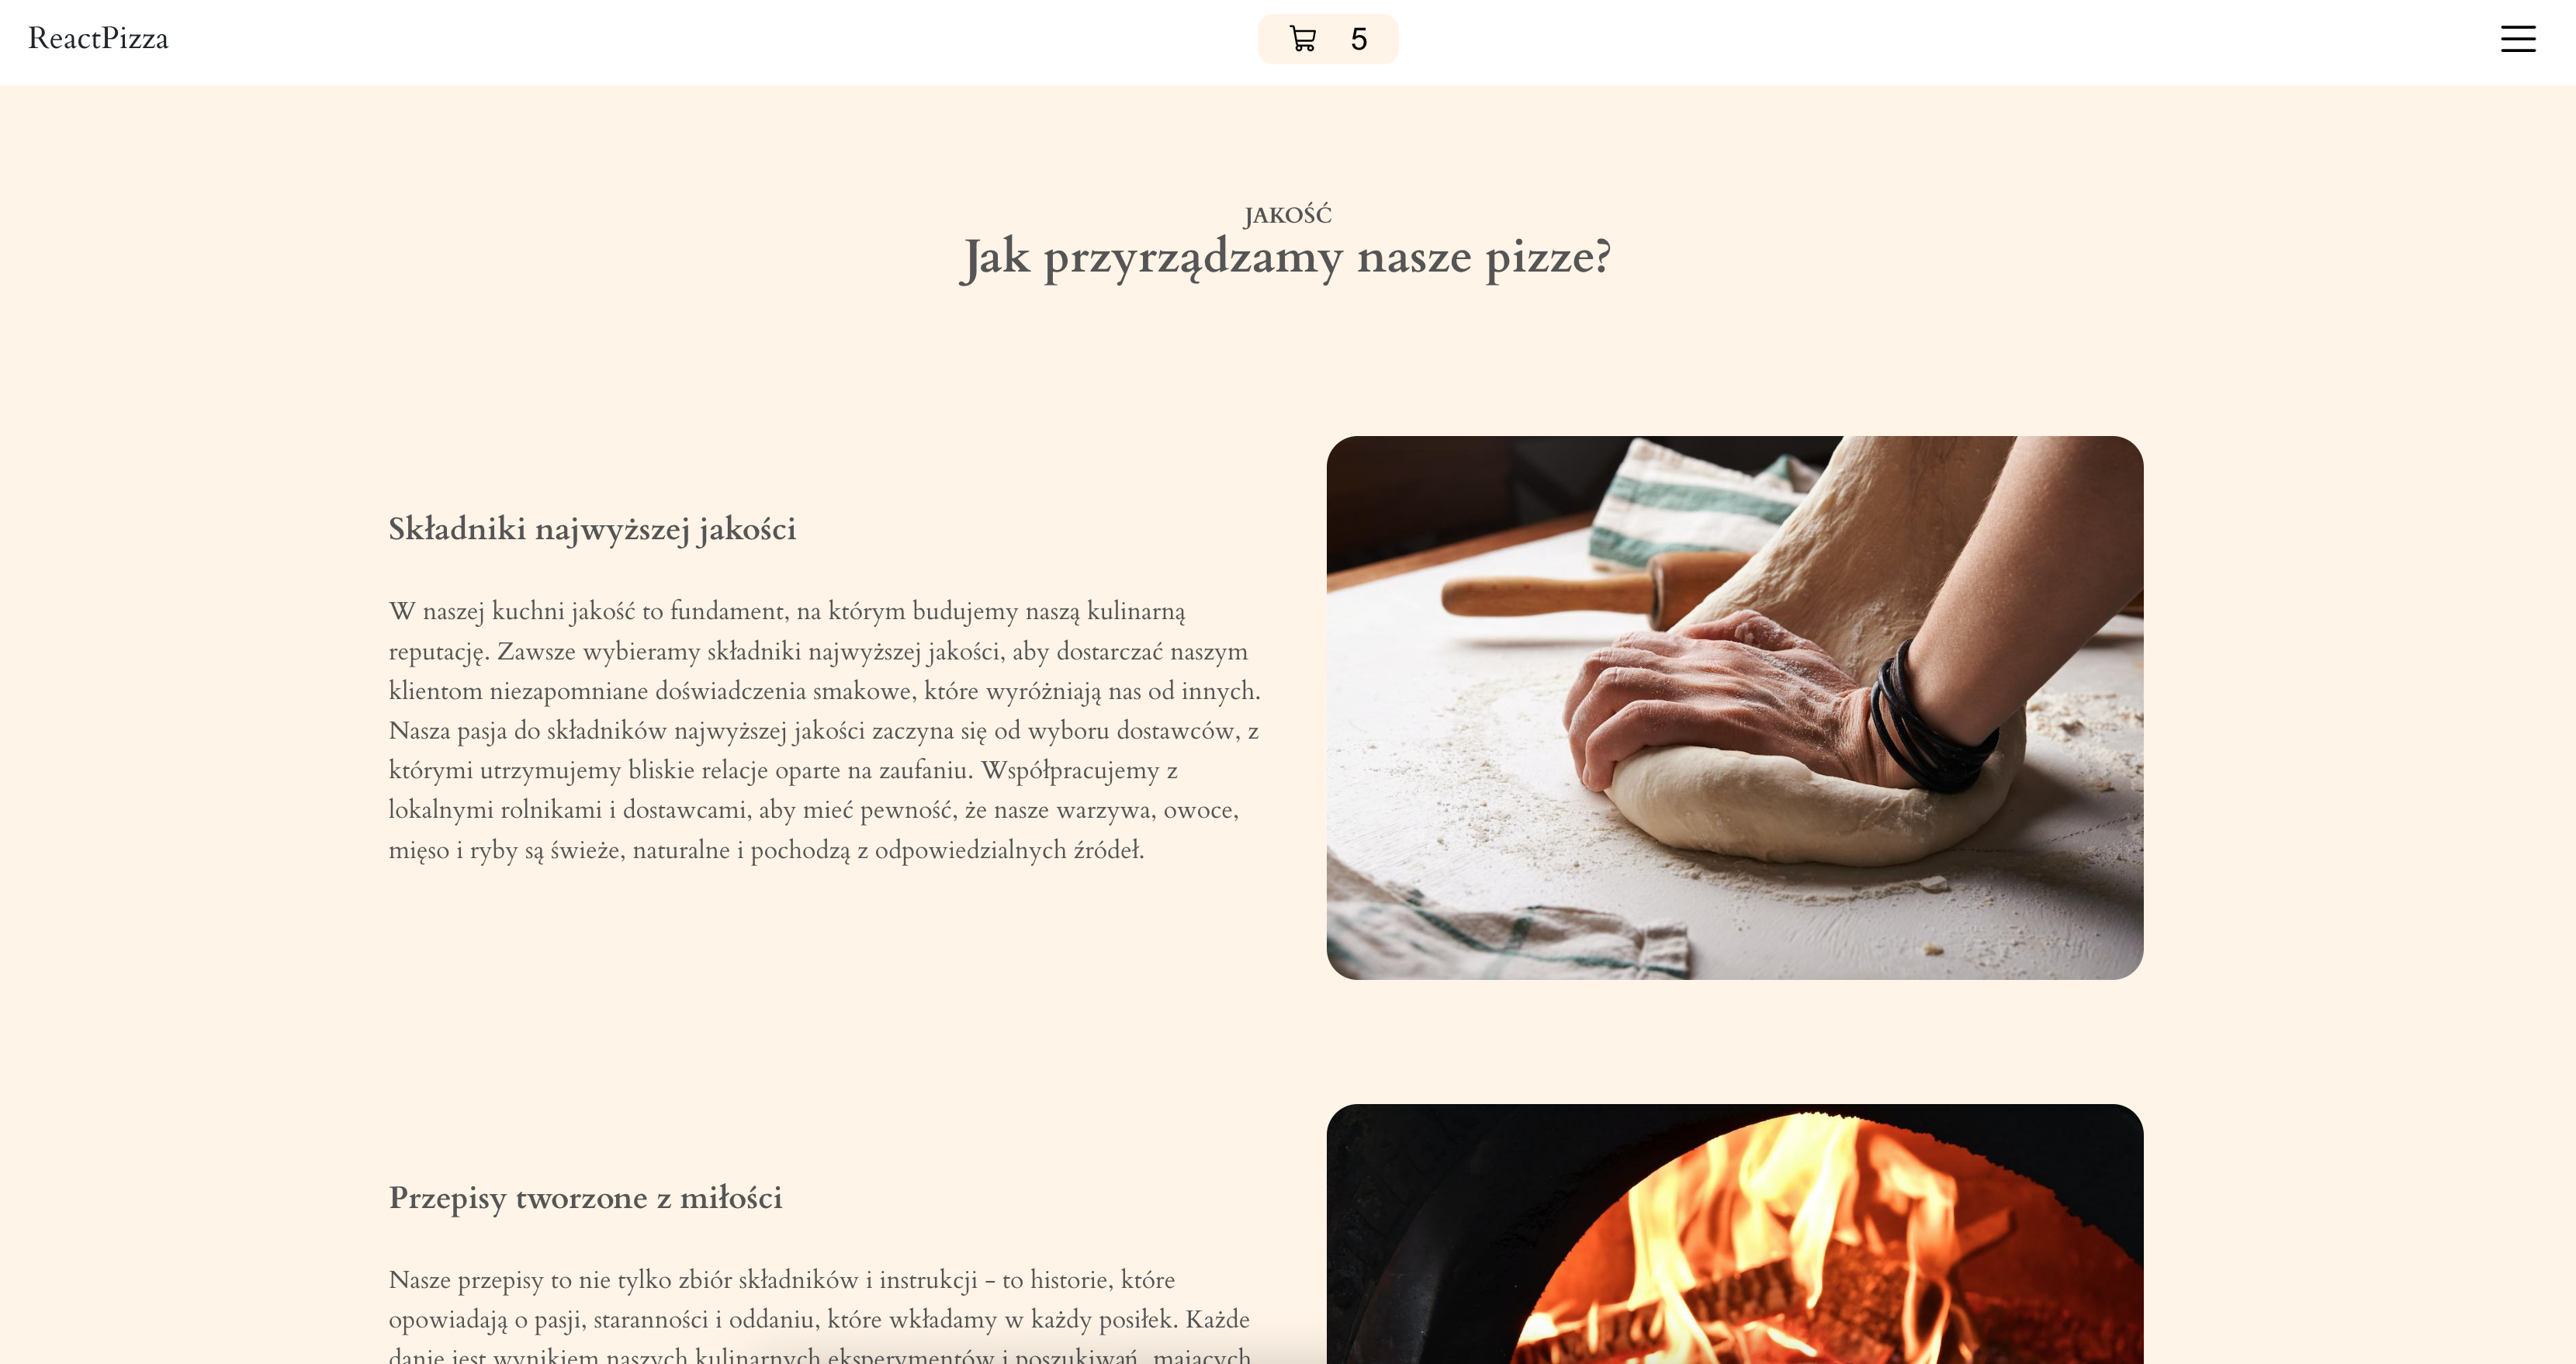 ReactPizza
5
JAKOŚĆ
Jak przyrządzamy nasze pizze?
Składniki najwyższej jakości
W naszej kuchni jakość to fundament, na którym budujemy naszą kulinarną
reputację. Zawsze wybieramy składniki najwyższej jakości, aby dostarczać naszym
klientom niezapomniane doświadczenia smakowe, które wyróżniają nas od innych.
Nasza pasja do składników najwyższej jakości zaczyna się od wyboru dostawców, z
którymi utrzymujemy bliskie relacje oparte na zaufaniu. Współpracujemy z
lokalnymi rolnikami i dostawcami, aby mieć pewność, że nasze warzywa, owoce,
mięso i ryby są świeże, naturalne i pochodzą z odpowiedzialnych źródeł.
Przepisy tworzone z miłości
Nasze przepisy to nie tylko zbiór składników i instrukcji - to historie, które
opowiadają o pasji, staranności i oddaniu, które wkładamy w każdy posiłek. Każde
danie jest wynikiem naszych kulinarnych eksperymentów i poszukiwań, mających